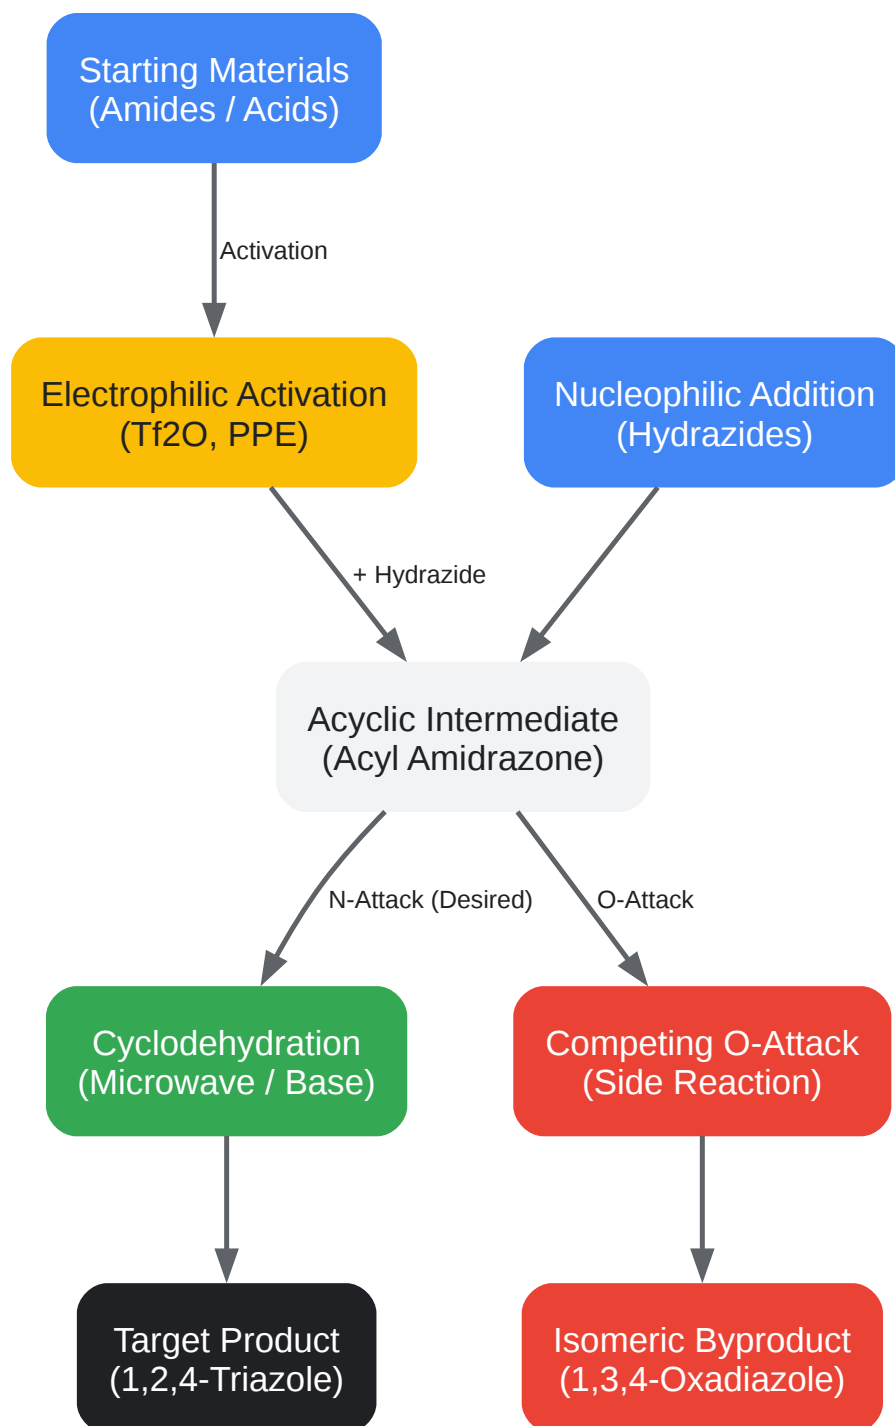 Starting Materials
(Amides / Acids)
Activation
Electrophilic Activation
(Tf2O, PPE)
Nucleophilic Addition
(Hydrazides)
+ Hydrazide
Acyclic Intermediate
(Acyl Amidrazone)
N-Attack (Desired)
O-Attack
Cyclodehydration
(Microwave / Base)
Competing O-Attack
(Side Reaction)
Target Product
(1,2,4-Triazole)
Isomeric Byproduct
(1,3,4-Oxadiazole)